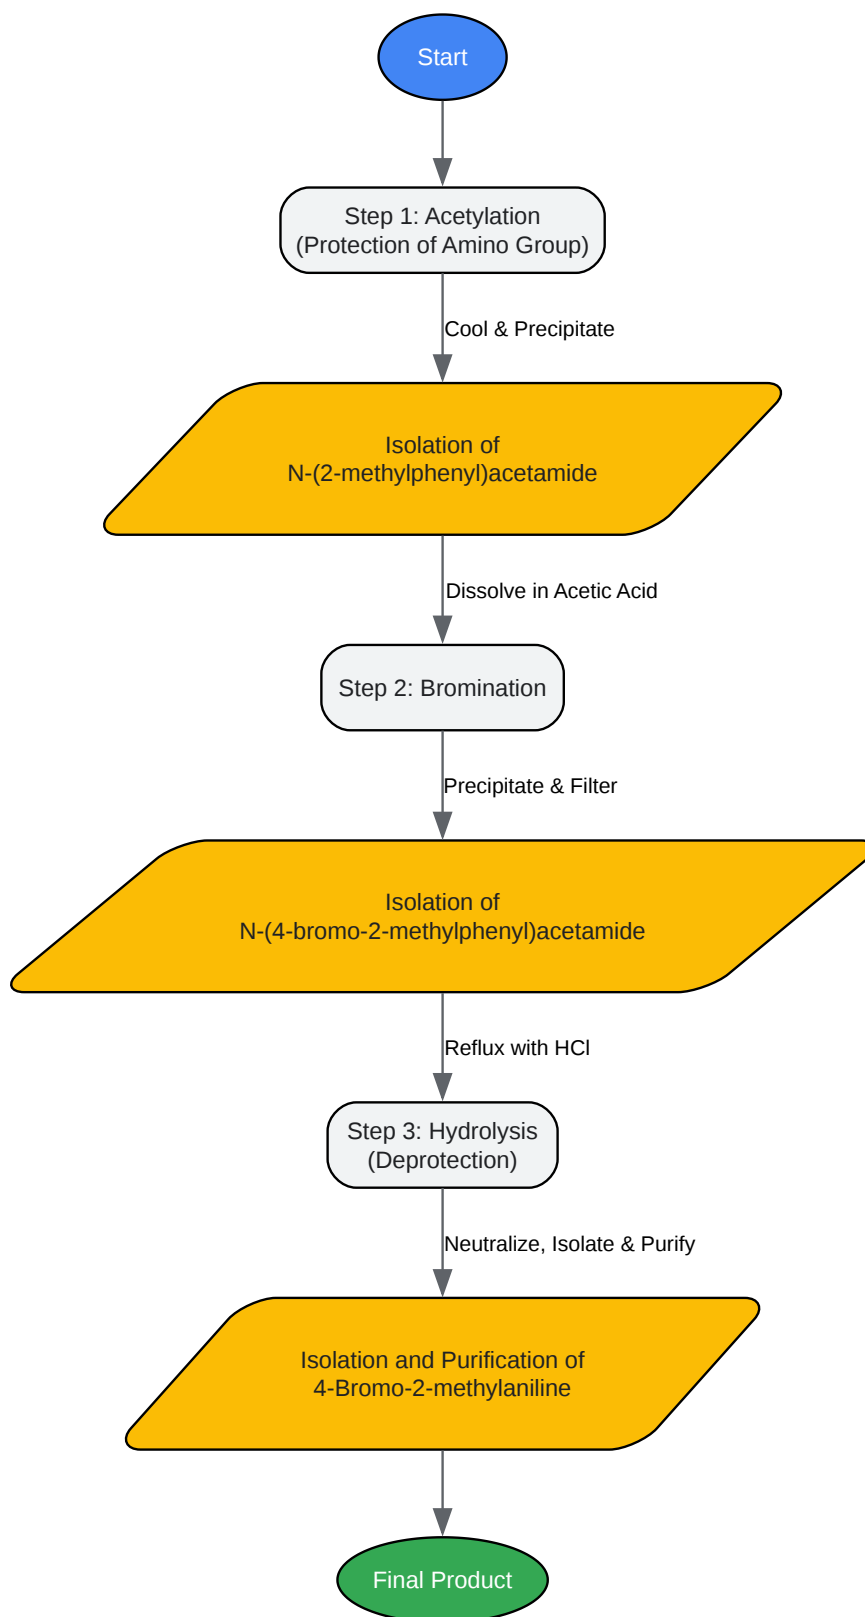 Start
Step 1: Acetylation
(Protection of Amino Group)
Cool & Precipitate
Isolation of
N-(2-methylphenyl)acetamide
Dissolve in Acetic Acid
Step 2: Bromination
Precipitate & Filter
Isolation of
N-(4-bromo-2-methylphenyl)acetamide
Reflux with HCl
Step 3: Hydrolysis
(Deprotection)
Neutralize, Isolate & Purify
Isolation and Purification of
4-Bromo-2-methylaniline
Final Product